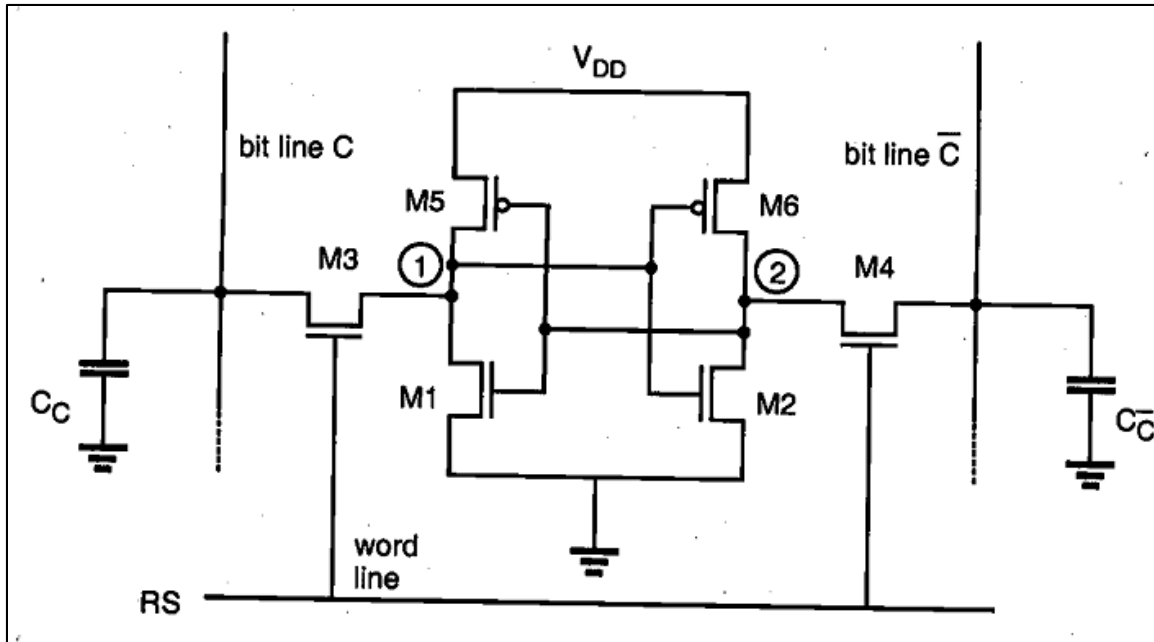 V_DD
bit line C
bit line C̅
M5
M6
M3
1
2
M4
M1
M2
C_C
C_C̅
word
line
RS